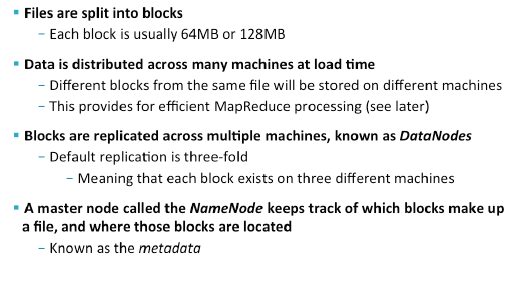 ▪ Files are split into blocks
– Each block is usually 64MB or 128MB
▪ Data is distributed across many machines at load time
– Different blocks from the same file will be stored on different machines
– This provides for efficient MapReduce processing (see later)
▪ Blocks are replicated across multiple machines, known as DataNodes
– Default replication is three-fold
– Meaning that each block exists on three different machines
▪ A master node called the NameNode keeps track of which blocks make up
a file, and where those blocks are located
– Known as the metadata